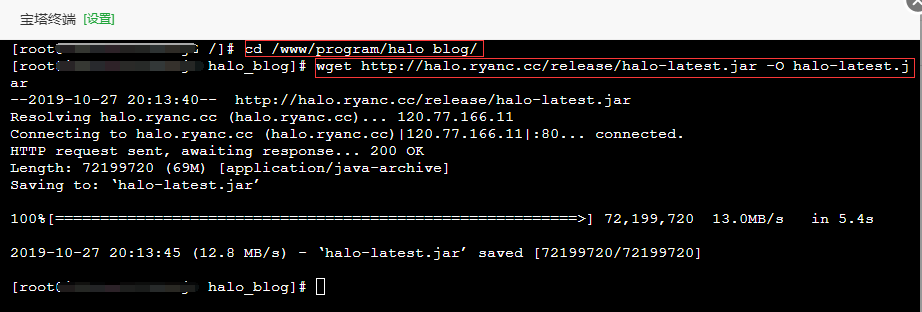 宝塔终端 [设置]
[root@ /]# cd /www/program/halo_blog/
[root@ halo_blog]# wget http://halo.ryanc.cc/release/halo-latest.jar -O halo-latest.j
ar
--2019-10-27 20:13:40--  http://halo.ryanc.cc/release/halo-latest.jar
Resolving halo.ryanc.cc (halo.ryanc.cc)... 120.77.166.11
Connecting to halo.ryanc.cc (halo.ryanc.cc)|120.77.166.11|:80... connected.
HTTP request sent, awaiting response... 200 OK
Length: 72199720 (69M) [application/java-archive]
Saving to: ‘halo-latest.jar’
100%[==========================================================>] 72,199,720  13.0MB/s   in 5.4s
2019-10-27 20:13:45 (12.8 MB/s) - ‘halo-latest.jar’ saved [72199720/72199720]
[root@ halo_blog]#